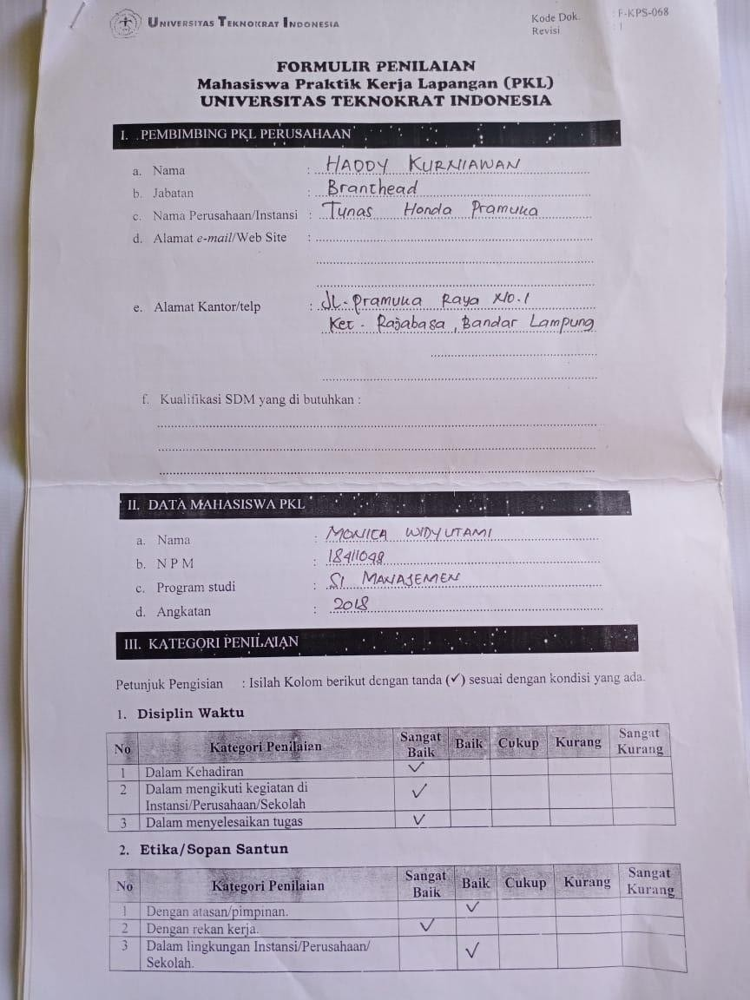 UNIVERSITAS TEKNOKRAT INDONESIA
Kode Dok. : F-KPS-068
Revisi : 1
FORMULIR PENILAIAN
Mahasiswa Praktik Kerja Lapangan (PKL)
UNIVERSITAS TEKNOKRAT INDONESIA
I. PEMBIMBING PKL PERUSAHAAN
a. Nama : HADDY KURNIAWAN
b. Jabatan : Branchead
c. Nama Perusahaan/Instansi : Tunas Honda Pramuka
d. Alamat e-mail/Web Site :
e. Alamat Kantor/telp : JL. Pramuka Raya No.1
Kec. Rajabasa, Bandar Lampung
f. Kualifikasi SDM yang di butuhkan :
II. DATA MAHASISWA PKL
a. Nama : MONICA WIDYUTAMI
b. N P M : 18411098
c. Program studi : S1 MANAJEMEN
d. Angkatan : 2018
III. KATEGORI PENILAIAN
Petunjuk Pengisian : Isilah Kolom berikut dengan tanda (✓) sesuai dengan kondisi yang ada.
1. Disiplin Waktu
No Kategori Penilaian Sangat Baik Baik Cukup Kurang Sangat Kurang
1 Dalam Kehadiran ✓
2 Dalam mengikuti kegiatan di ✓
Instansi/Perusahaan/Sekolah
3 Dalam menyelesaikan tugas ✓
2. Etika/Sopan Santun
No Kategori Penilaian Sangat Baik Baik Cukup Kurang Sangat Kurang
1 Dengan atasan/pimpinan. ✓
2 Dengan rekan kerja. ✓
3 Dalam lingkungan Instansi/Perusahaan/ ✓
Sekolah.